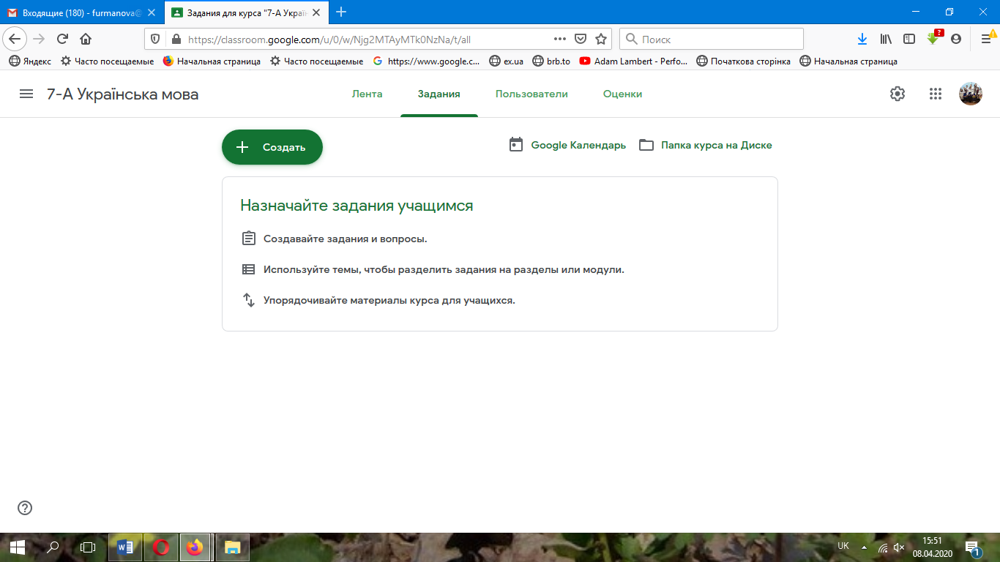 Входящие (180) - furmanova@
Задания для курса "7-А Україн
https://classroom.google.com/u/0/w/Njg2MTAyMTk0NzNa/t/all
Поиск
Яндекс
Часто посещаемые
Начальная страница
Часто посещаемые
https://www.google.c...
ex.ua
brb.to
Adam Lambert - Perfo...
Початкова сторінка
Начальная страница
7-А Українська мова
Лента
Задания
Пользователи
Оценки
Создать
Google Календарь
Папка курса на Диске
Назначайте задания учащимся
Создавайте задания и вопросы.
Используйте темы, чтобы разделить задания на разделы или модули.
Упорядочивайте материалы курса для учащихся.
UK
15:51
08.04.2020
1